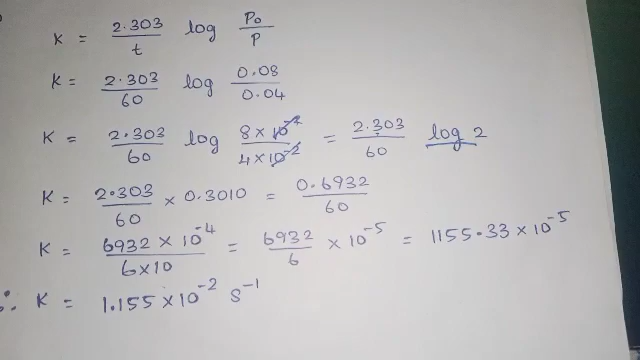 K = 2.303/t log P₀/P
K = 2.303/60 log 0.08/0.04
K = 2.303/60 log 8×10⁻²/4×10⁻² = 2.303/60 log 2
K = 2.303/60 × 0.3010 = 0.6932/60
K = 6932 × 10⁻⁴/6×10 = 6932/6 × 10⁻⁵ = 1155.33 × 10⁻⁵
∴ K = 1.155 × 10⁻² s⁻¹